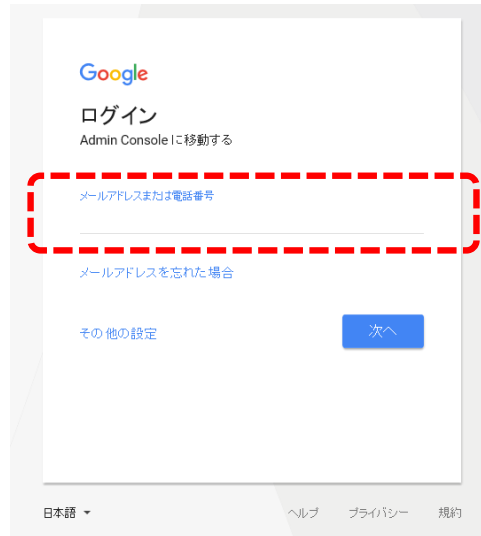 Google
ログイン
Admin Console に移動する
メールアドレスまたは電話番号
メールアドレスを忘れた場合
その他の設定
次へ
日本語
ヘルプ プライバシー 規約